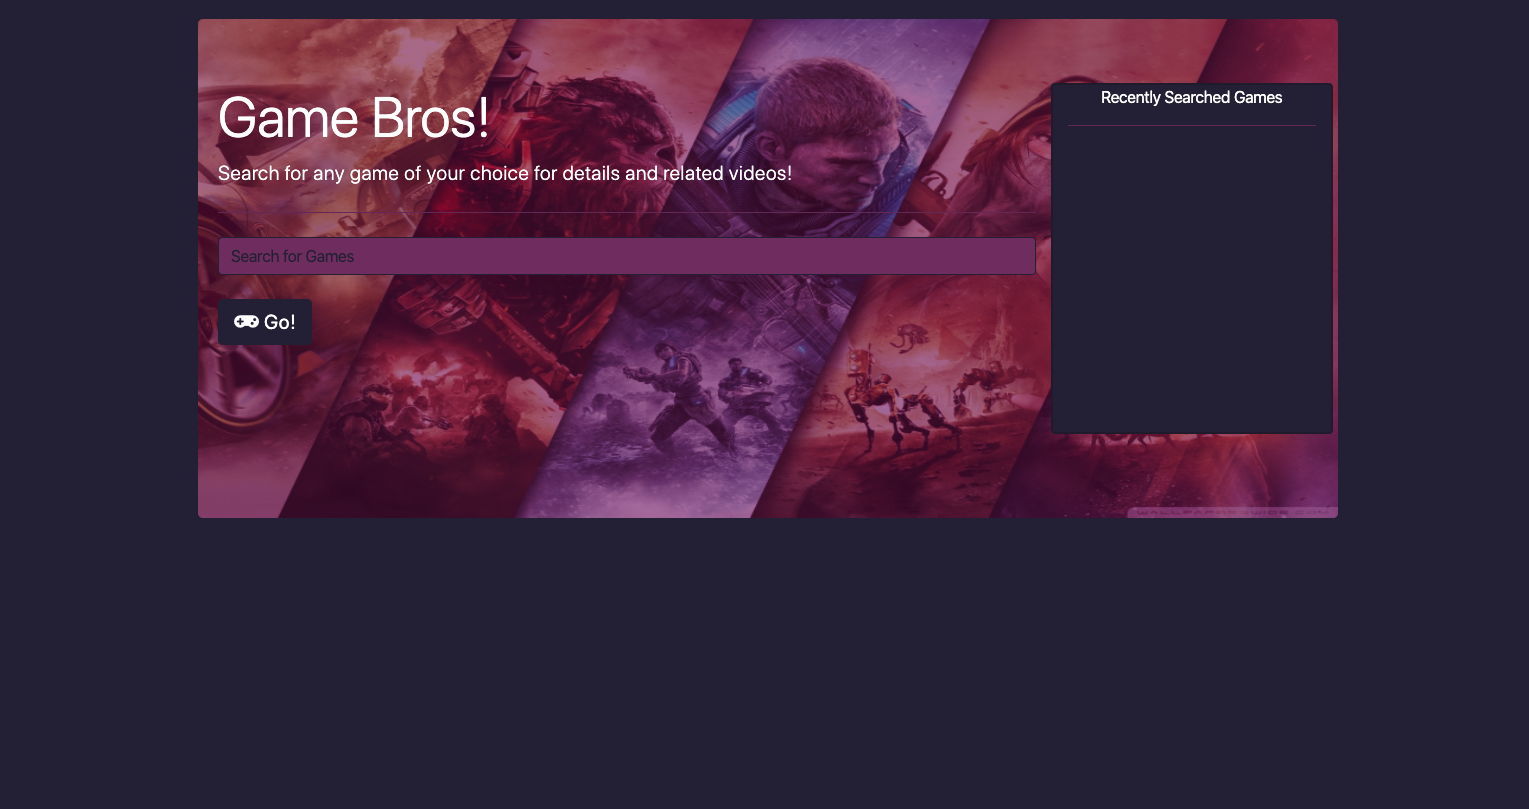 Game Bros!
Search for any game of your choice for details and related videos!
Search for Games
Go!
Recently Searched Games